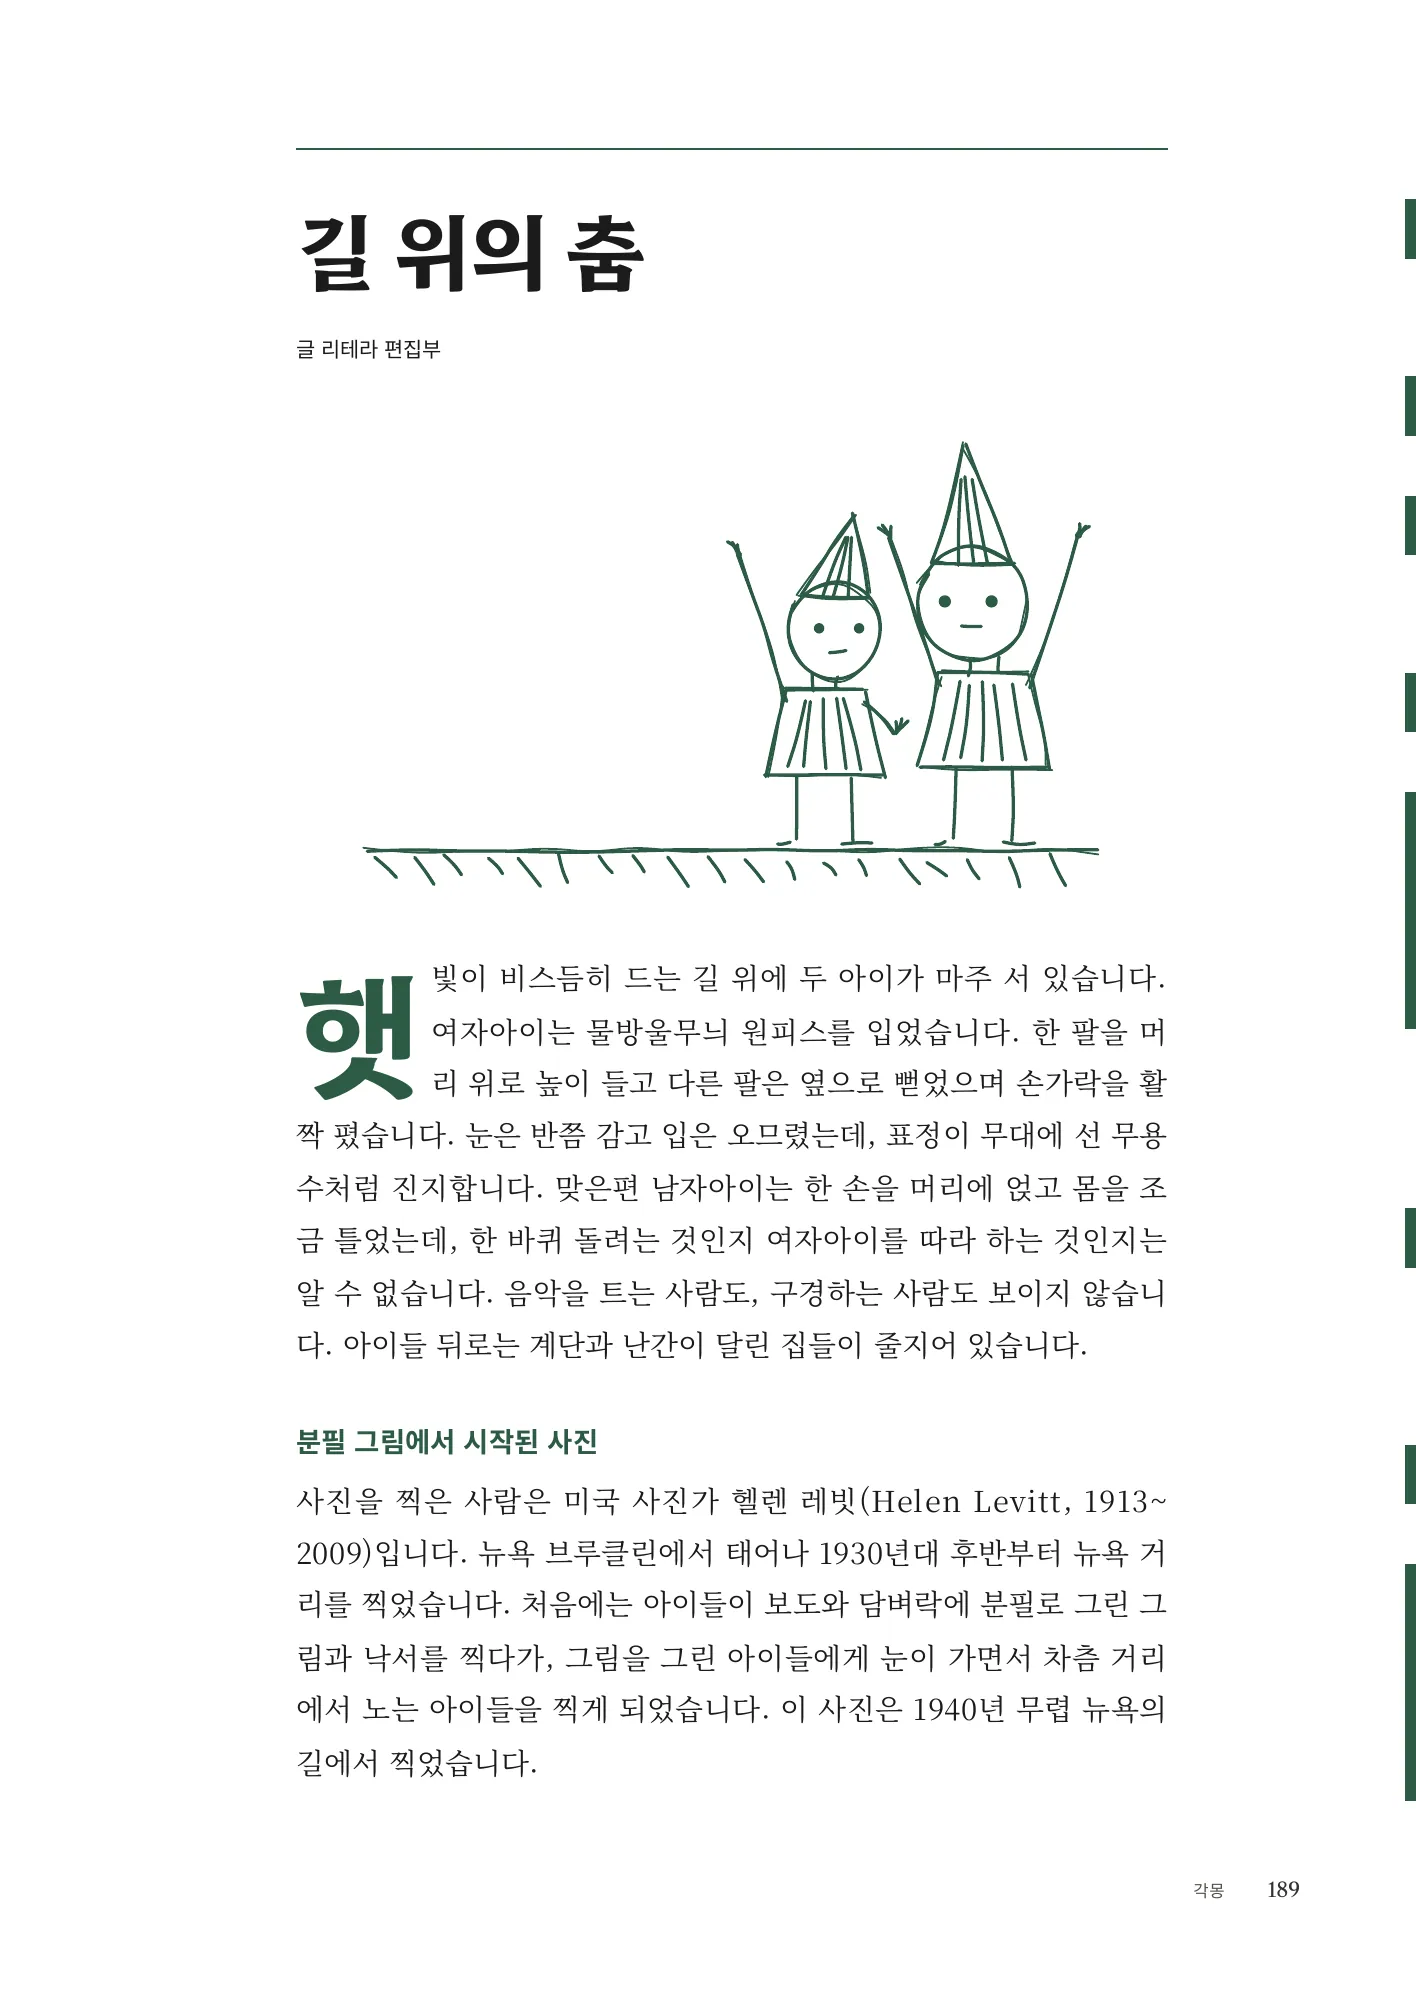 길 위의 춤
글 리테라 편집부
햇빛이 비스듬히 드는 길 위에 두 아이가 마주 서 있습니다.
여자아이는 물방울무늬 원피스를 입었습니다. 한 팔을 머
리 위로 높이 들고 다른 팔은 옆으로 뻗었으며 손가락을 활
짝 폈습니다. 눈은 반쯤 감고 입은 오므렸는데, 표정이 무대에 선 무용
수처럼 진지합니다. 맞은편 남자아이는 한 손을 머리에 얹고 몸을 조
금 틀었는데, 한 바퀴 돌려는 것인지 여자아이를 따라 하는 것인지는
알 수 없습니다. 음악을 트는 사람도, 구경하는 사람도 보이지 않습니
다. 아이들 뒤로는 계단과 난간이 달린 집들이 줄지어 있습니다.
분필 그림에서 시작된 사진
사진을 찍은 사람은 미국 사진가 헬렌 레빗(Helen Levitt, 1913~
2009)입니다. 뉴욕 브루클린에서 태어나 1930년대 후반부터 뉴욕 거
리를 찍었습니다. 처음에는 아이들이 보도와 담벼락에 분필로 그린 그
림과 낙서를 찍다가, 그림을 그린 아이들에게 눈이 가면서 차츰 거리
에서 노는 아이들을 찍게 되었습니다. 이 사진은 1940년 무렵 뉴욕의
길에서 찍었습니다.
각몽 189